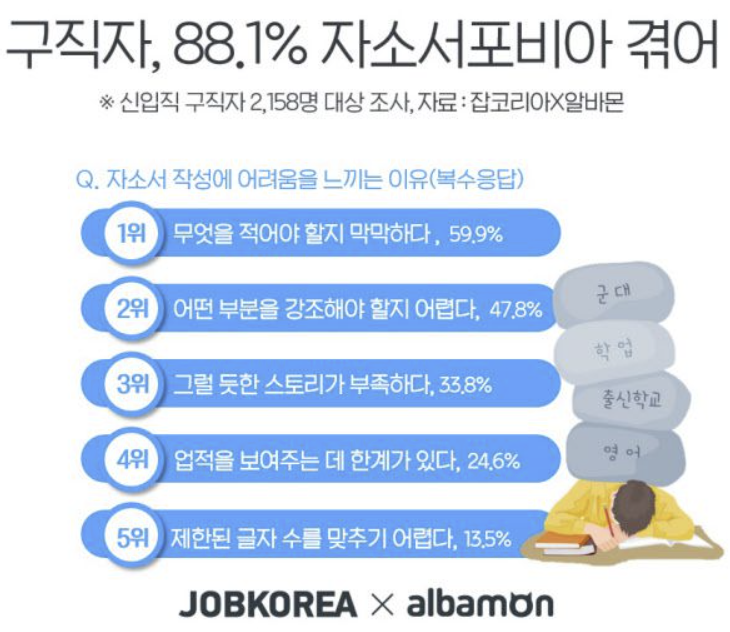 구직자, 88.1% 자소서포비아 겪어
※ 신입직 구직자 2,158명 대상 조사, 자료 : 잡코리아X알바몬
Q. 자소서 작성에 어려움을 느끼는 이유(복수응답)
1위 무엇을 적어야 할지 막막하다 , 59.9%
2위 어떤 부분을 강조해야 할지 어렵다, 47.8%
군대
학업
3위 그럴 듯한 스토리가 부족하다, 33.8%
출신학교
4위 업적을 보여주는 데 한계가 있다, 24.6%
영어
5위 제한된 글자 수를 맞추기 어렵다, 13.5%
JOBKOREA × albamon